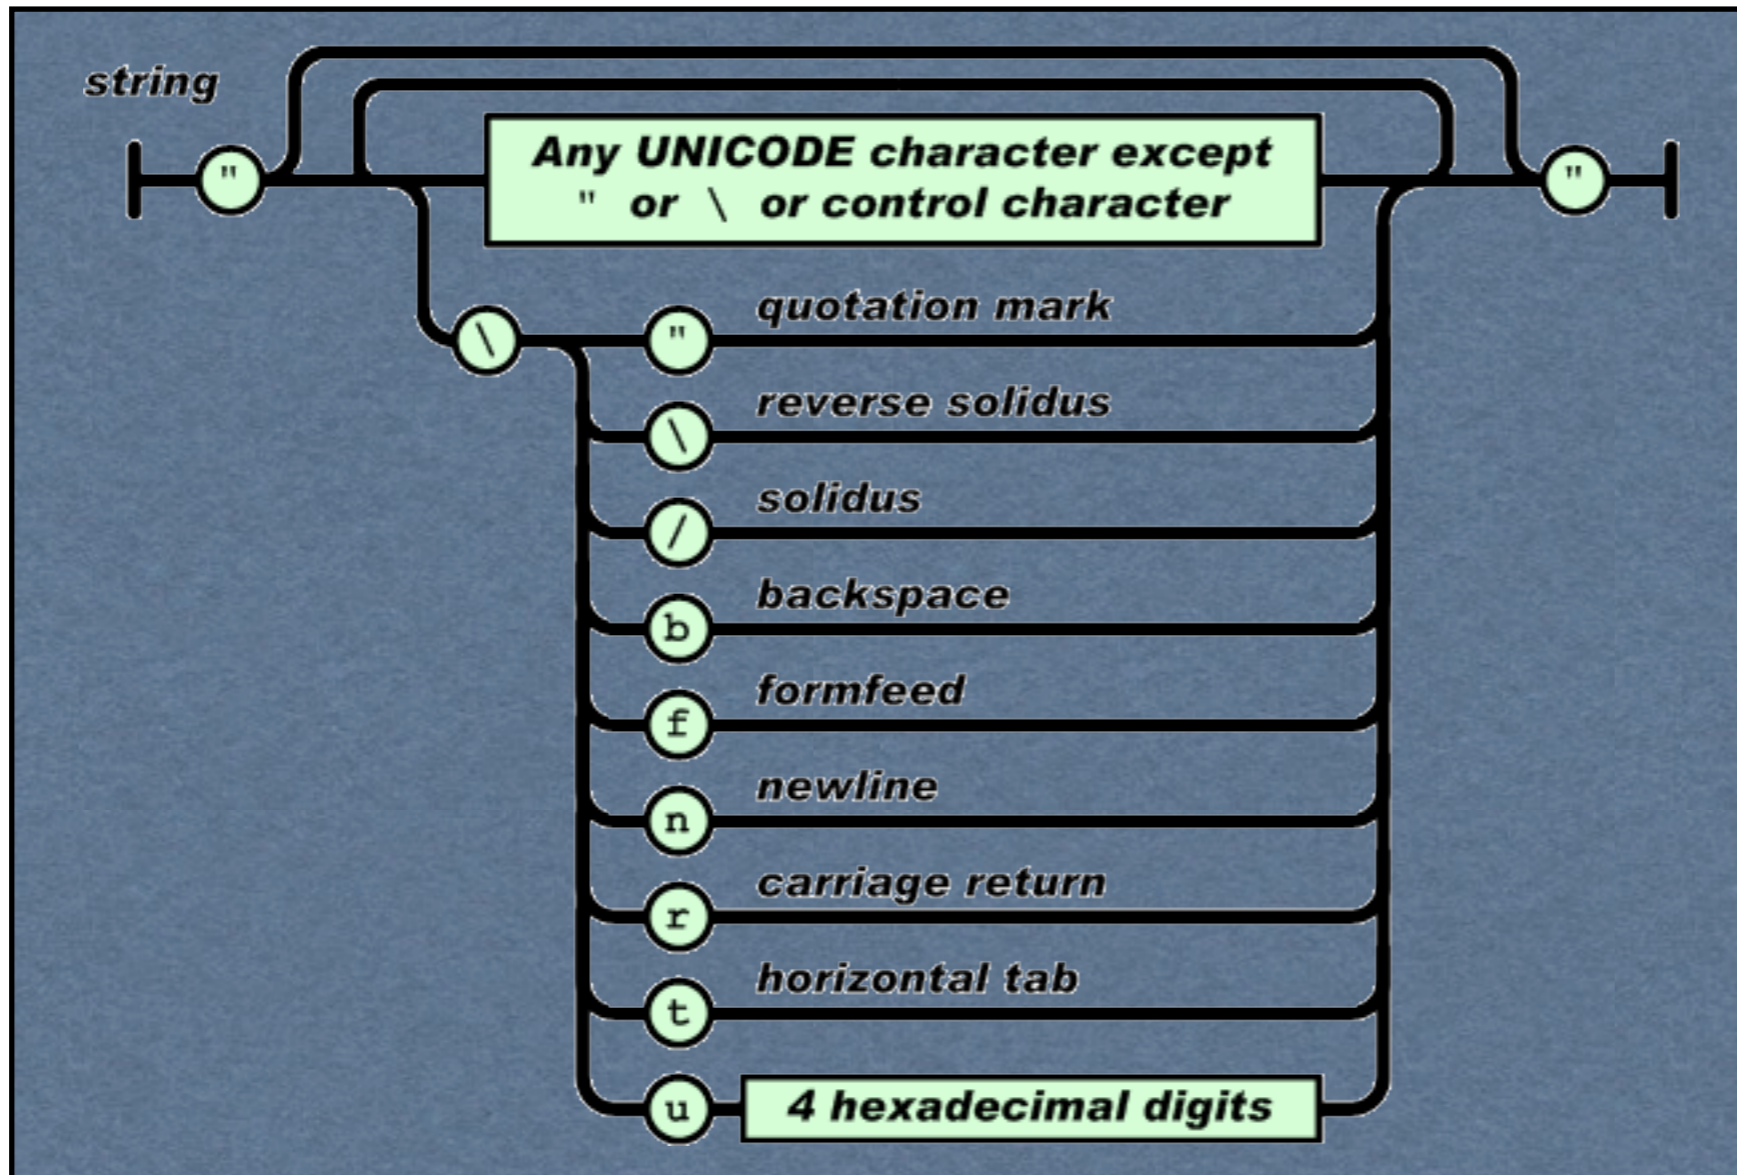 string
"
Any UNICODE character except
" or \ or control character
"
\
" quotation mark
\ reverse solidus
/ solidus
b backspace
f formfeed
n newline
r carriage return
t horizontal tab
u 4 hexadecimal digits